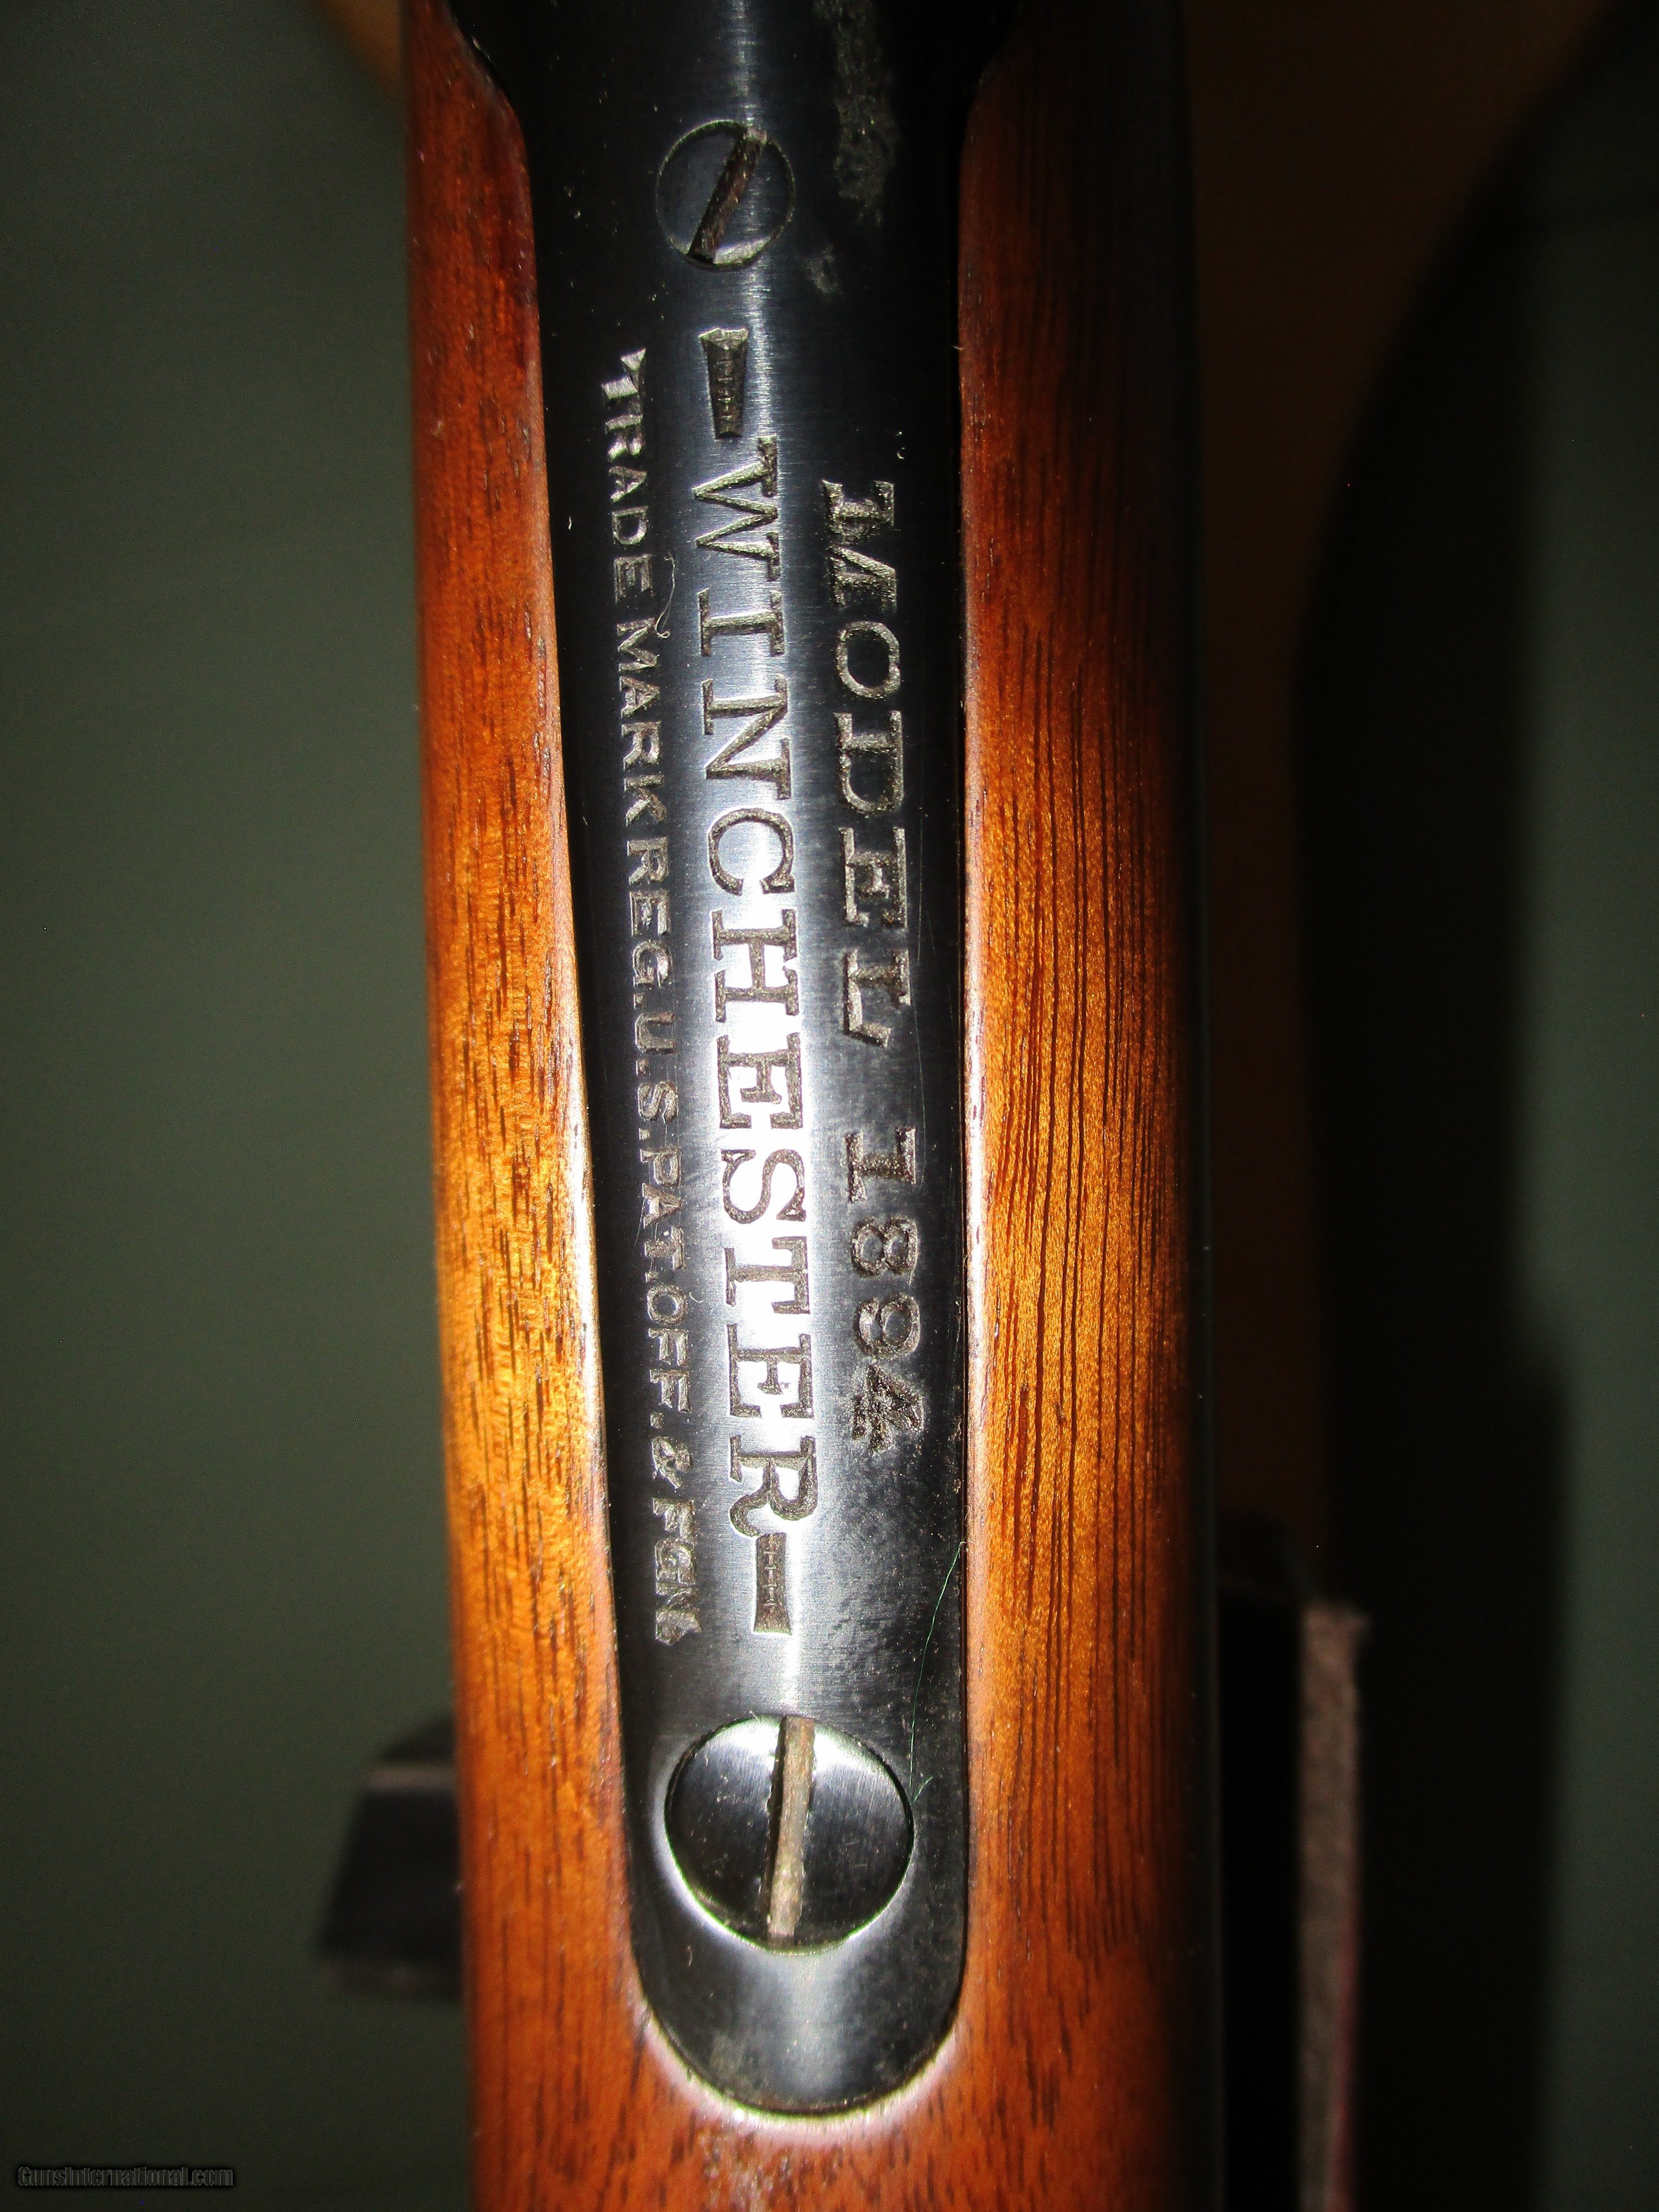 MODEL 1894
-WINCHESTER-
TRADE MARK REG. U.S. PAT. OFF. & FGN
GunsInternational.com